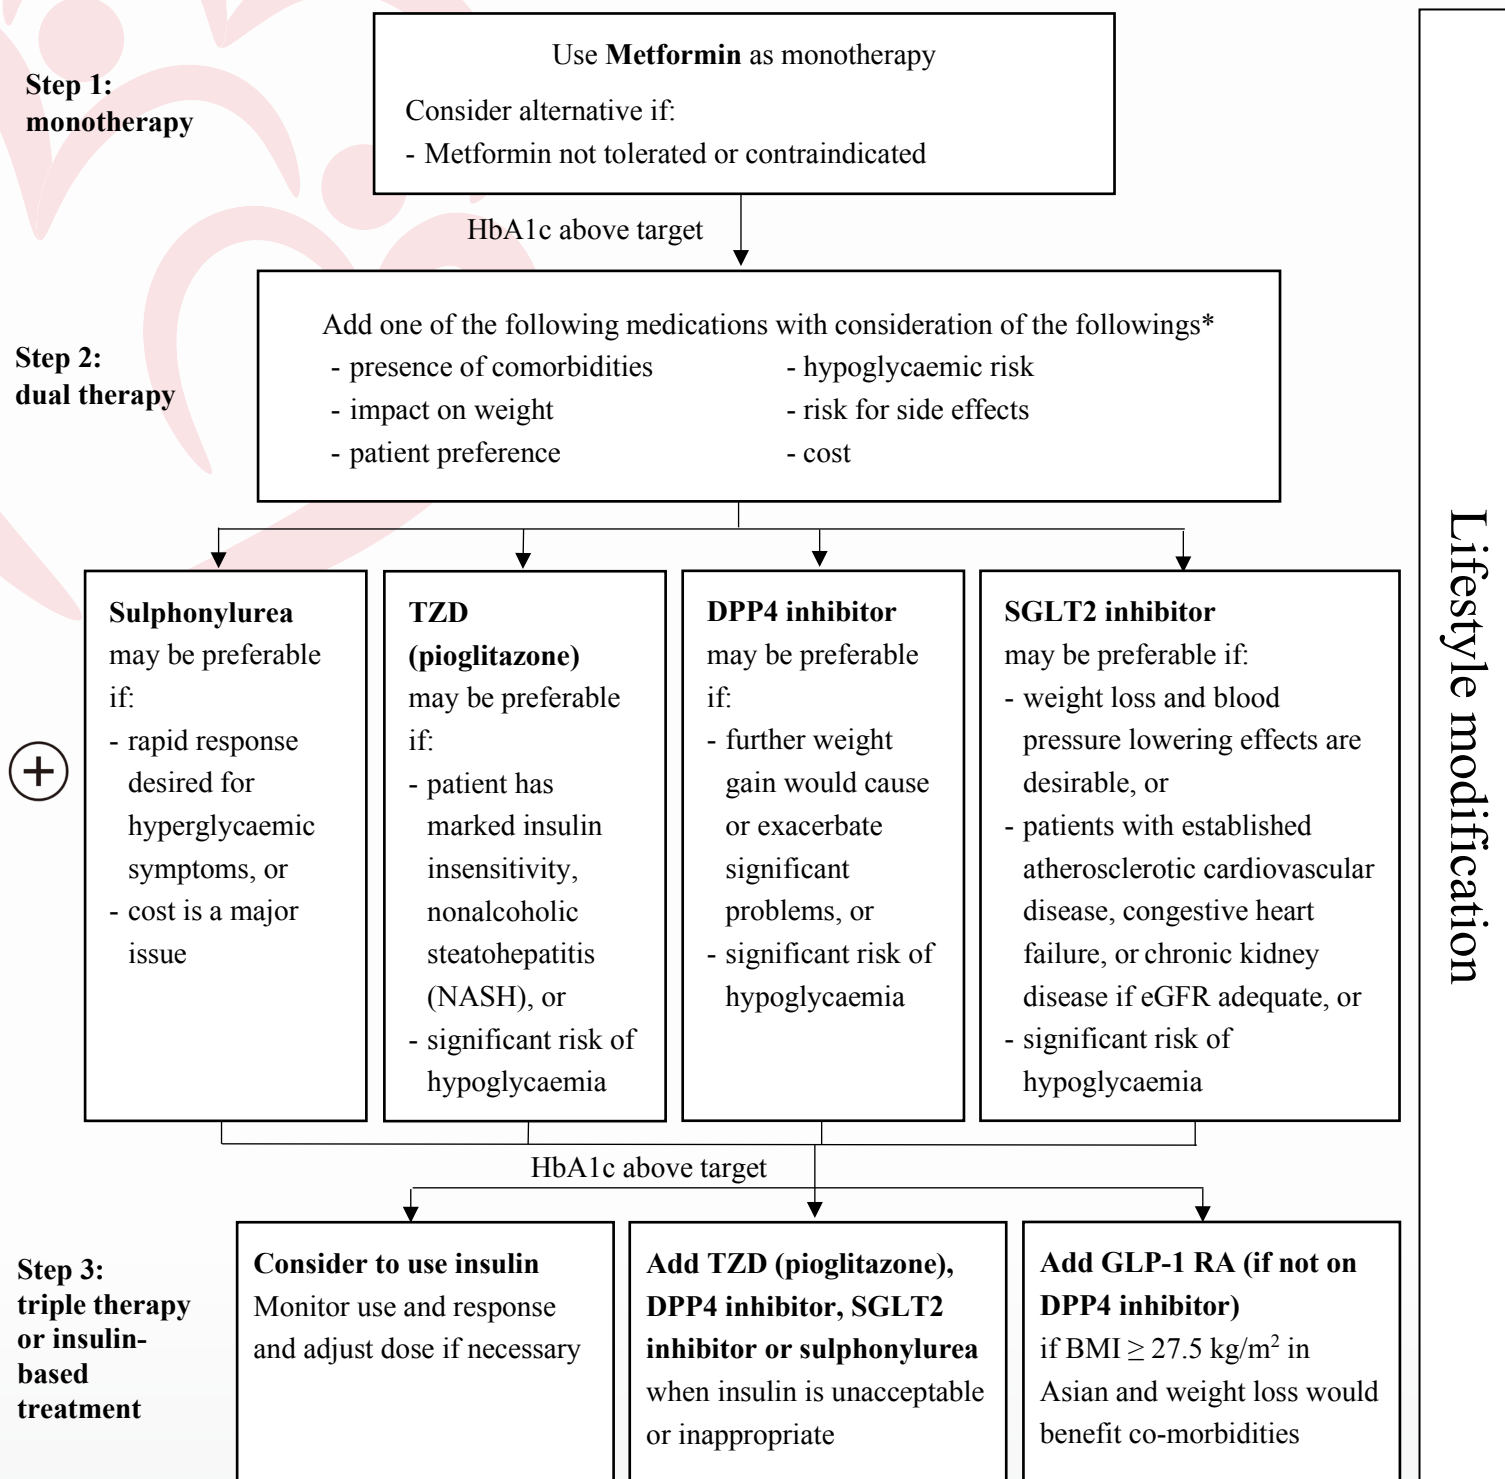 Step 1:
monotherapy
Use Metformin as monotherapy
Consider alternative if:
- Metformin not tolerated or contraindicated
HbA1c above target
Step 2:
dual therapy
Add one of the following medications with consideration of the followings*
- presence of comorbidities
- impact on weight
- patient preference
- hypoglycaemic risk
- risk for side effects
- cost
+
Sulphonylurea
may be preferable
if:
- rapid response
desired for
hyperglycaemic
symptoms, or
- cost is a major
issue
TZD
(pioglitazone)
may be preferable
if:
- patient has
marked insulin
insensitivity,
nonalcoholic
steatohepatitis
(NASH), or
- significant risk of
hypoglycaemia
DPP4 inhibitor
may be preferable
if:
- further weight
gain would cause
or exacerbate
significant
problems, or
- significant risk of
hypoglycaemia
SGLT2 inhibitor
may be preferable if:
- weight loss and blood
pressure lowering effects are
desirable, or
- patients with established
atherosclerotic cardiovascular
disease, congestive heart
failure, or chronic kidney
disease if eGFR adequate, or
- significant risk of
hypoglycaemia
HbA1c above target
Step 3:
triple therapy
or insulin-
based
treatment
Consider to use insulin
Monitor use and response
and adjust dose if necessary
Add TZD (pioglitazone),
DPP4 inhibitor, SGLT2
inhibitor or sulphonylurea
when insulin is unacceptable
or inappropriate
Add GLP-1 RA (if not on
DPP4 inhibitor)
if BMI ≥ 27.5 kg/m² in
Asian and weight loss would
benefit co-morbidities
Lifestyle modification